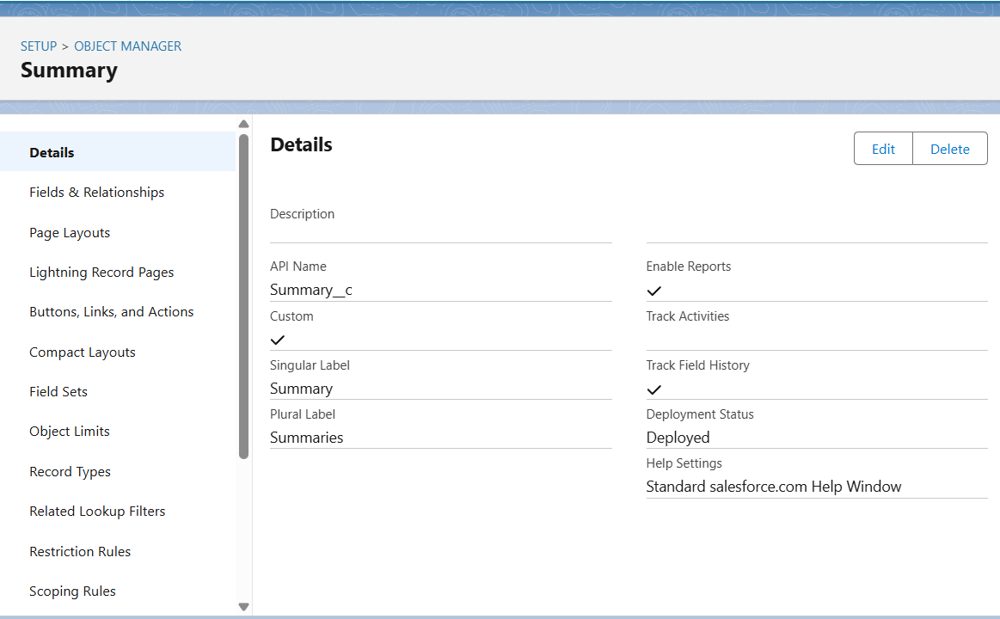 SETUP > OBJECT MANAGER
Summary
Details
Fields & Relationships
Page Layouts
Lightning Record Pages
Buttons, Links, and Actions
Compact Layouts
Field Sets
Object Limits
Record Types
Related Lookup Filters
Restriction Rules
Scoping Rules
Details
Edit Delete
Description
API Name
Summary__c
Custom
Singular Label
Summary
Plural Label
Summaries
Enable Reports
Track Activities
Track Field History
Deployment Status
Deployed
Help Settings
Standard salesforce.com Help Window